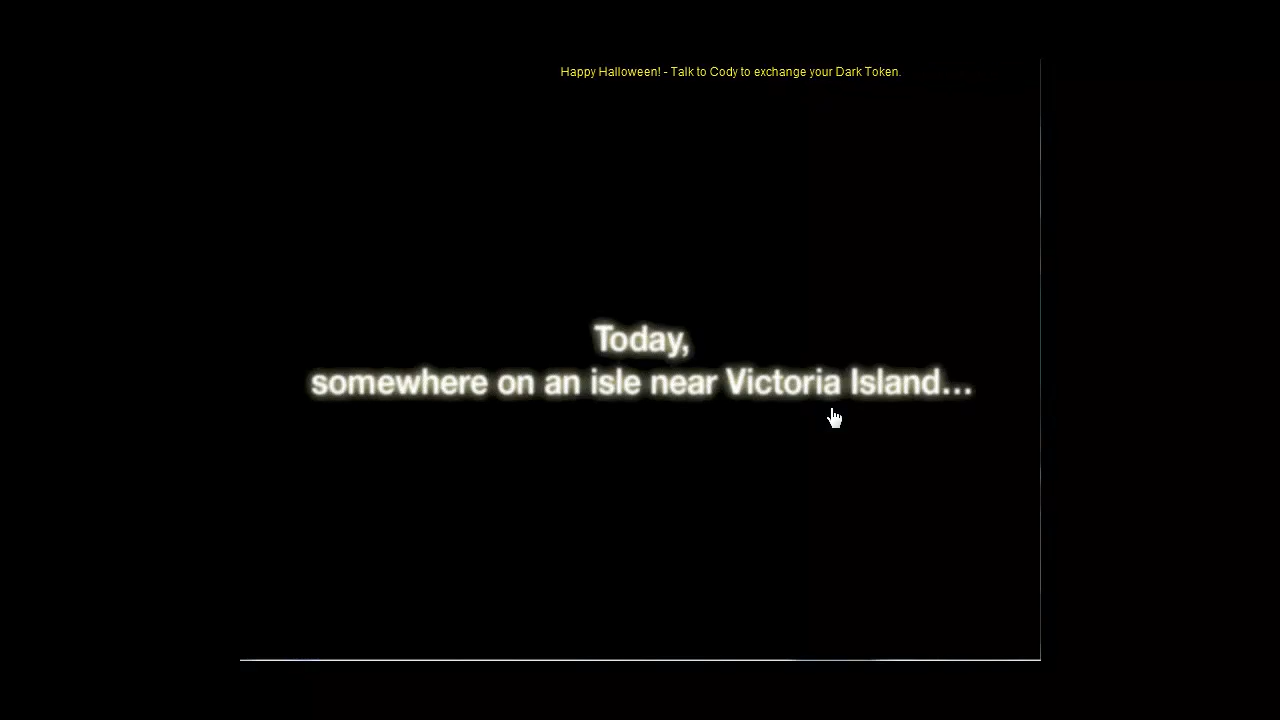 Happy Halloween! - Talk to Cody to exchange your Dark Token.
Today,
somewhere on an isle near Victoria Island...